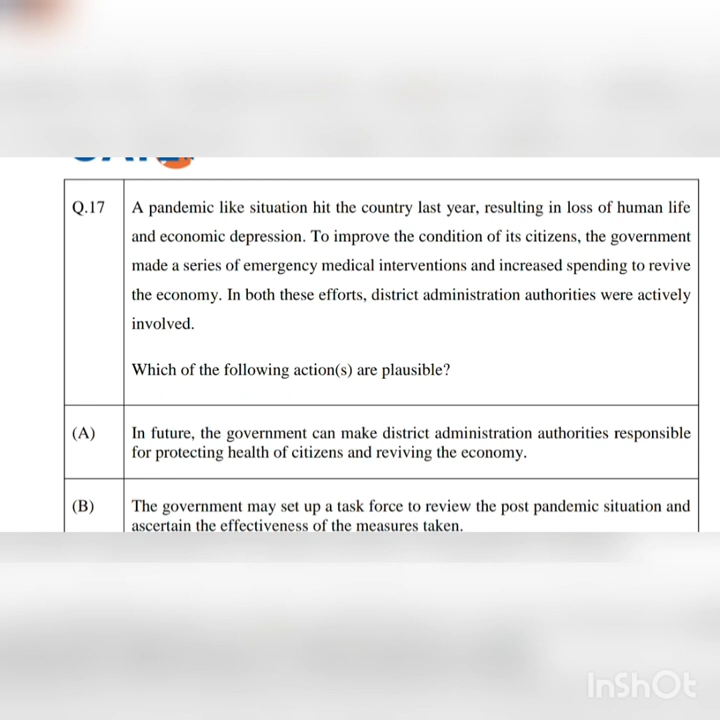 Q.17 A pandemic like situation hit the country last year, resulting in loss of human life
and economic depression. To improve the condition of its citizens, the government
made a series of emergency medical interventions and increased spending to revive
the economy. In both these efforts, district administration authorities were actively
involved.
Which of the following action(s) are plausible?
(A) In future, the government can make district administration authorities responsible
for protecting health of citizens and reviving the economy.
(B) The government may set up a task force to review the post pandemic situation and
ascertain the effectiveness of the measures taken.
InShOt